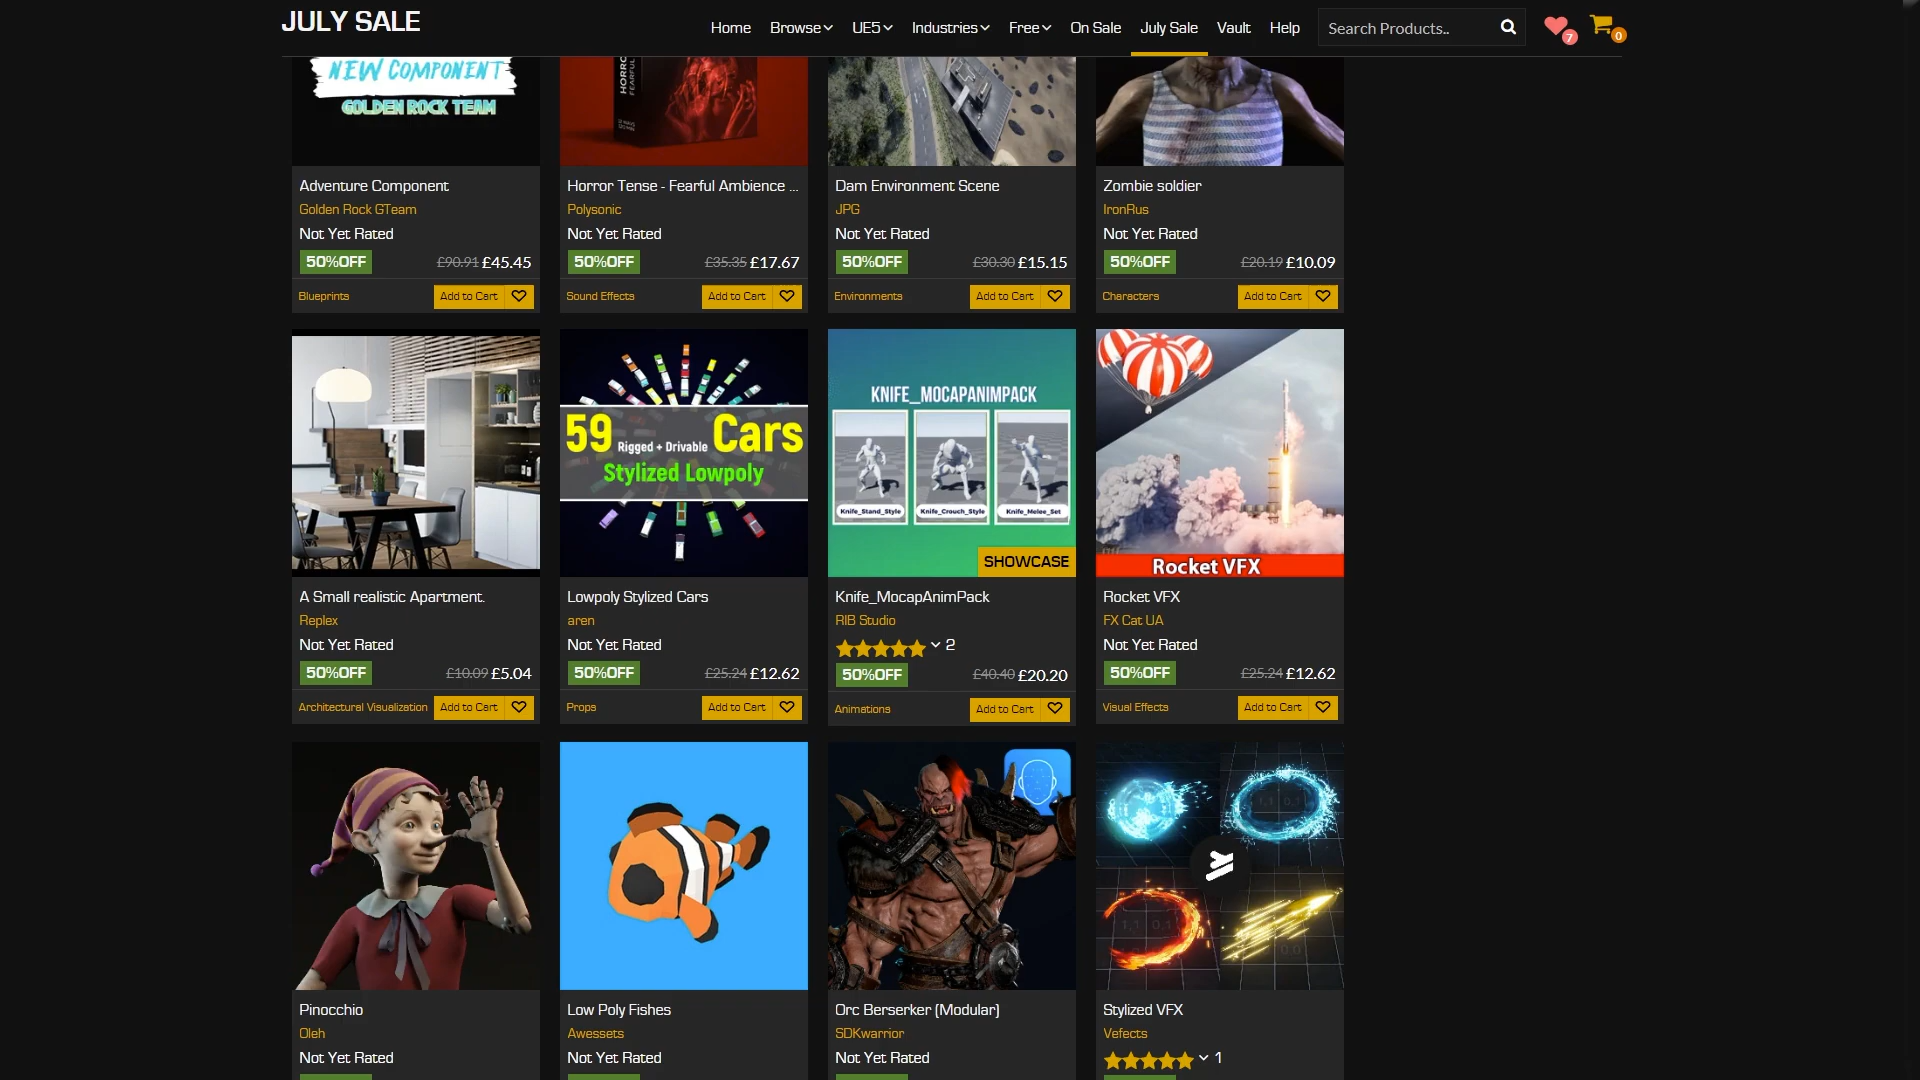 JULY SALE
Home Browse UE5 Industries Free On Sale July Sale Vault Help Search Products.. 7 0
NEW COMPONENT
GOLDEN ROCK TEAM
Adventure Component
Golden Rock GTeam
Not Yet Rated
50%OFF £90.91 £45.45
Blueprints Add to Cart
Horror Tense - Fearful Ambience ...
Polysonic
Not Yet Rated
50%OFF £35.35 £17.67
Sound Effects Add to Cart
Dam Environment Scene
JPG
Not Yet Rated
50%OFF £30.30 £15.15
Environments Add to Cart
Zombie soldier
IronRus
Not Yet Rated
50%OFF £20.19 £10.09
Characters Add to Cart
A Small realistic Apartment.
Replex
Not Yet Rated
50%OFF £10.09 £5.04
Architectural Visualization Add to Cart
59 Rigged + Drivable Cars
Stylized Lowpoly
Lowpoly Stylized Cars
aren
Not Yet Rated
50%OFF £25.24 £12.62
Props Add to Cart
KNIFE_MOCAPANIMPACK
Knife_Stand_Style Knife_Crouch_Style Knife_Melee_Set
SHOWCASE
Knife_MocapAnimPack
RIB Studio
2
50%OFF £40.40 £20.20
Animations Add to Cart
Rocket VFX
Rocket VFX
FX Cat UA
Not Yet Rated
50%OFF £25.24 £12.62
Visual Effects Add to Cart
Pinocchio
Oleh
Not Yet Rated
Low Poly Fishes
Awessets
Not Yet Rated
Orc Berserker (Modular)
SDKwarrior
Not Yet Rated
Stylized VFX
Vefects
1